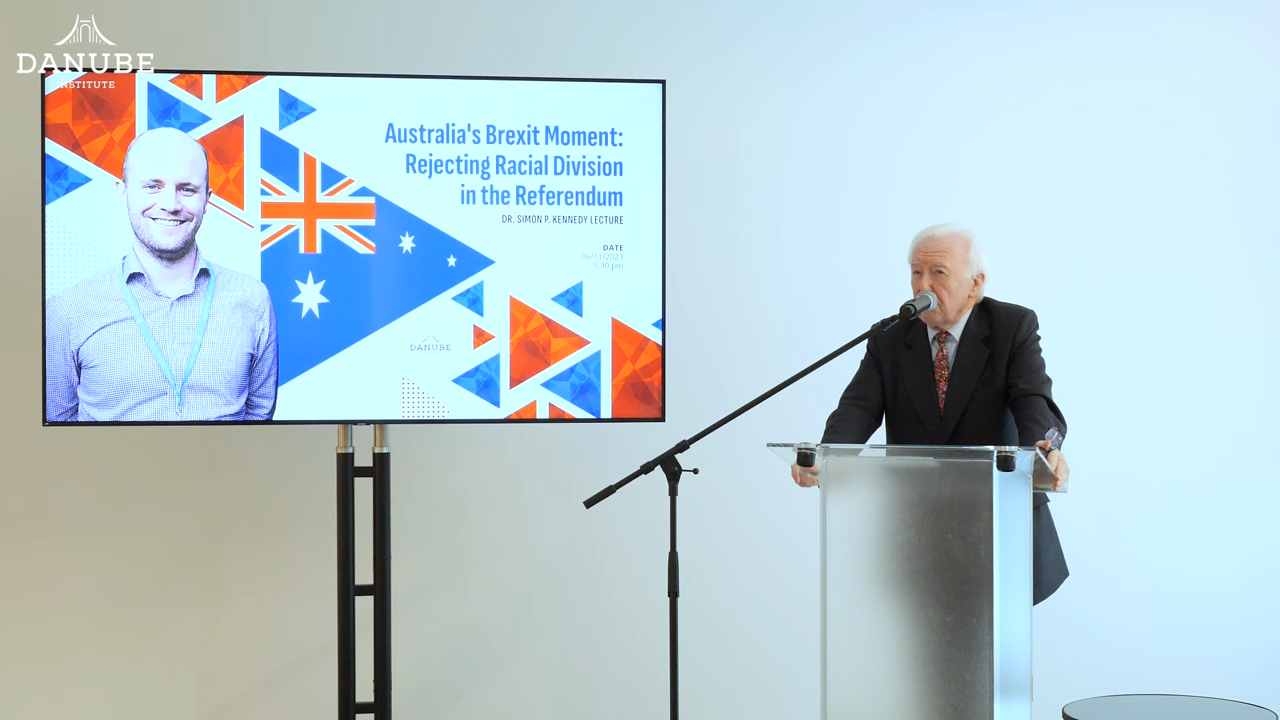 DANUBE
INSTITUTE
Australia's Brexit Moment:
Rejecting Racial Division
in the Referendum
DR. SIMON P. KENNEDY LECTURE
DATE
06/11/2023
5:30 pm
DANUBE